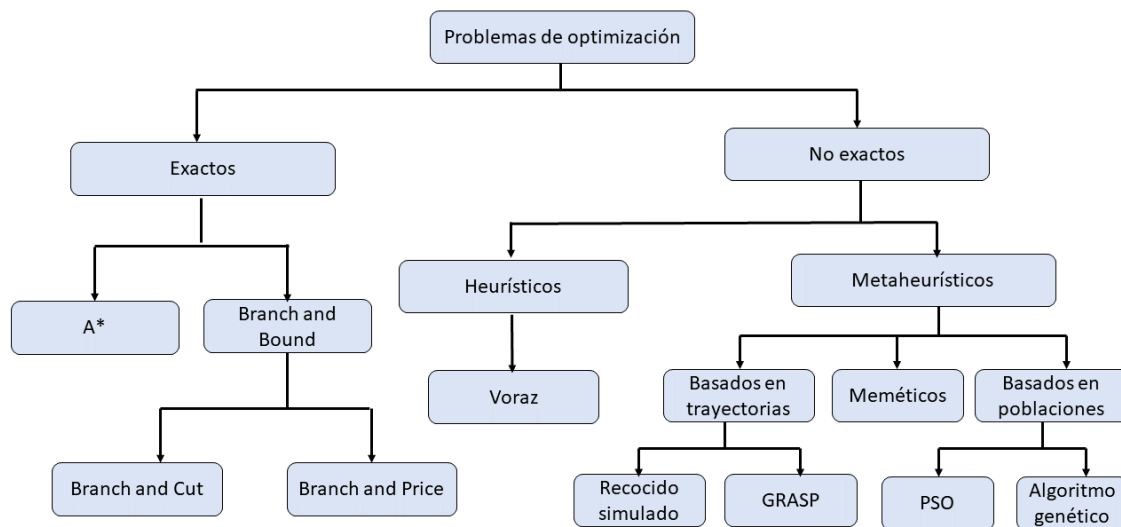 Problemas de optimización
Exactos
No exactos
Heurísticos
Metaheurísticos
A*
Branch and
Bound
Voraz
Basados en
trayectorias
Meméticos
Basados en
poblaciones
Branch and Cut
Branch and Price
Recocido
simulado
GRASP
PSO
Algoritmo
genético